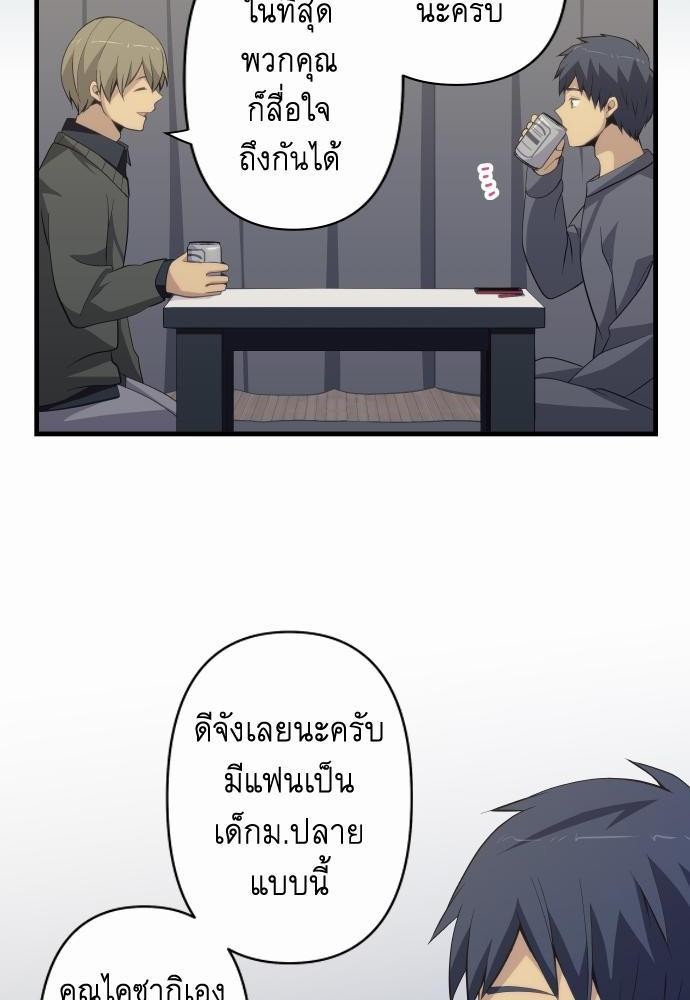 ในที่สุด
พวกคุณ
ก็สื่อใจ
ถึงกันได้
นะครับ
ดีจังเลยนะครับ
มีแฟนเป็น
เด็กม.ปลาย
แบบนี้
คุณไคซากิเอง